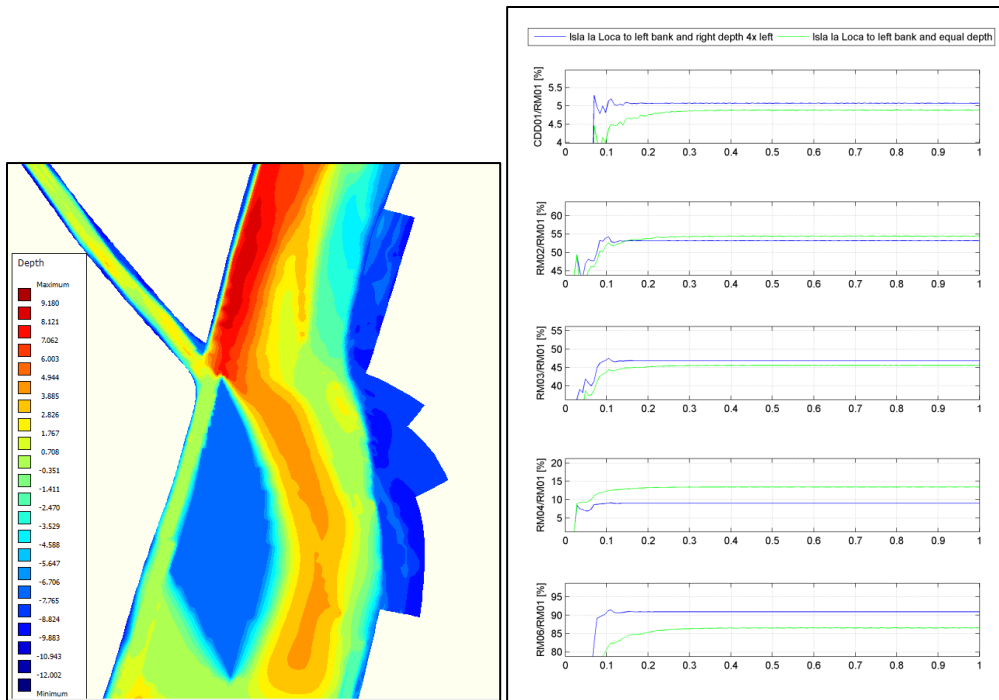 Depth
Maximum
9.180
8.121
7.062
6.003
4.944
3.885
2.826
1.767
0.708
-0.351
-1.411
-2.470
-3.529
-4.588
-5.647
-6.706
-7.765
-8.824
-9.883
-10.943
-12.002
Minimum
Isla la Loca to left bank and right depth 4x left Isla la Loca to left bank and equal depth
CDD01/RM01 [%]
5.5
5
4.5
4
0 0.1 0.2 0.3 0.4 0.5 0.6 0.7 0.8 0.9 1
RM02/RM01 [%]
60
55
50
45
0 0.1 0.2 0.3 0.4 0.5 0.6 0.7 0.8 0.9 1
RM03/RM01 [%]
55
50
45
40
0 0.1 0.2 0.3 0.4 0.5 0.6 0.7 0.8 0.9 1
RM04/RM01 [%]
20
15
10
5
0 0.1 0.2 0.3 0.4 0.5 0.6 0.7 0.8 0.9 1
RM06/RM01 [%]
95
90
85
80
0 0.1 0.2 0.3 0.4 0.5 0.6 0.7 0.8 0.9 1